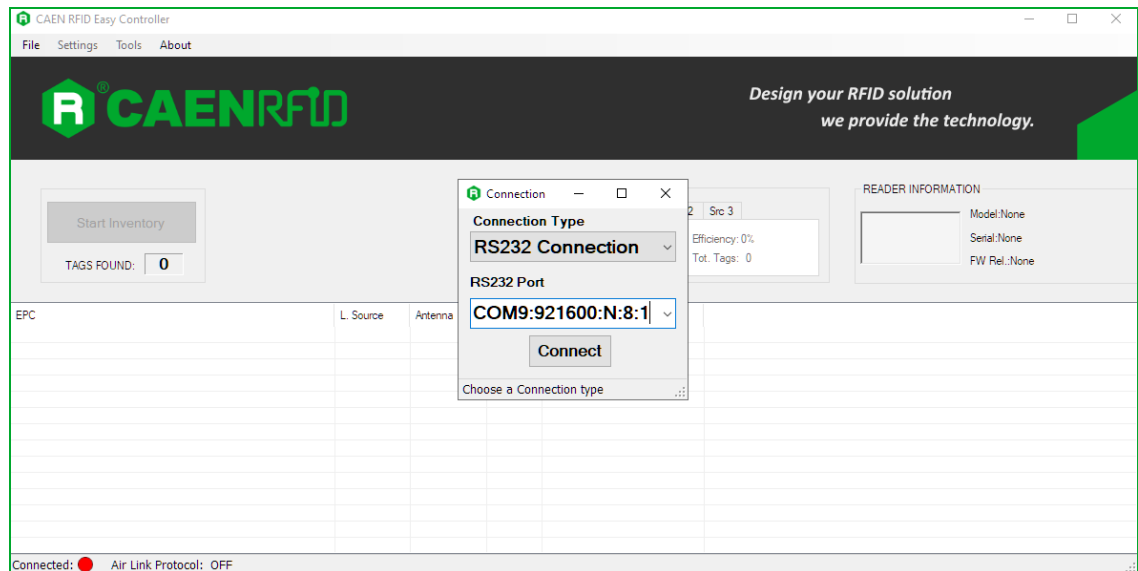 CAEN RFID Easy Controller
File Settings Tools About
R® CAENRFID
Design your RFID solution
we provide the technology.
Start Inventory
TAGS FOUND: 0
Connection
Connection Type
RS232 Connection
RS232 Port
COM9:921600:N:8:1
Connect
Choose a Connection type
2 Src 3
Efficiency: 0%
Tot. Tags: 0
READER INFORMATION
Model:None
Serial:None
FW Rel.:None
EPC L. Source Antenna
Connected: Air Link Protocol: OFF